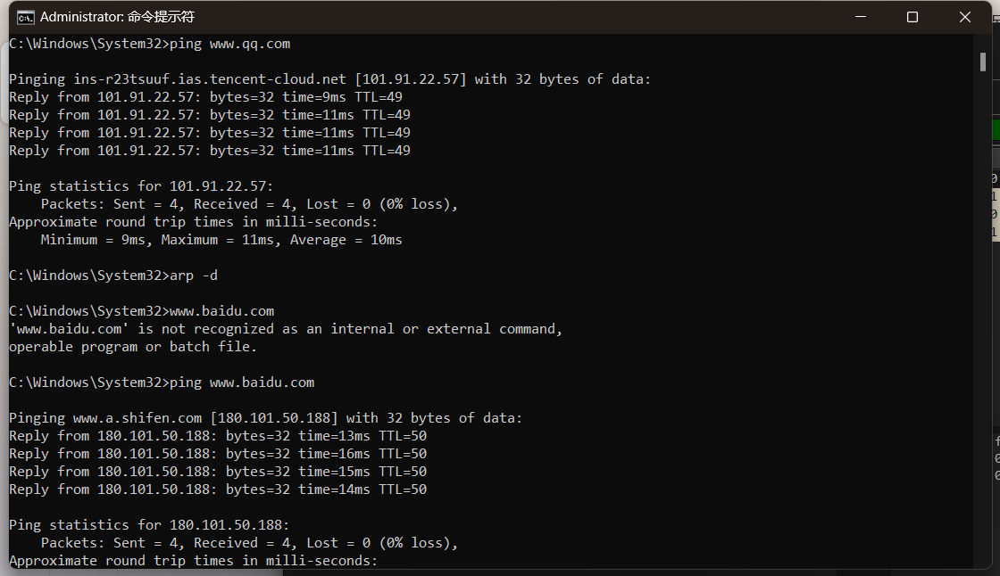 Administrator: 命令提示符
C:\Windows\System32>ping www.qq.com
Pinging ins-r23tsuuf.ias.tencent-cloud.net [101.91.22.57] with 32 bytes of data:
Reply from 101.91.22.57: bytes=32 time=9ms TTL=49
Reply from 101.91.22.57: bytes=32 time=11ms TTL=49
Reply from 101.91.22.57: bytes=32 time=11ms TTL=49
Reply from 101.91.22.57: bytes=32 time=11ms TTL=49
Ping statistics for 101.91.22.57:
    Packets: Sent = 4, Received = 4, Lost = 0 (0% loss),
Approximate round trip times in milli-seconds:
    Minimum = 9ms, Maximum = 11ms, Average = 10ms
C:\Windows\System32>arp -d
C:\Windows\System32>www.baidu.com
'www.baidu.com' is not recognized as an internal or external command,
operable program or batch file.
C:\Windows\System32>ping www.baidu.com
Pinging www.a.shifen.com [180.101.50.188] with 32 bytes of data:
Reply from 180.101.50.188: bytes=32 time=13ms TTL=50
Reply from 180.101.50.188: bytes=32 time=16ms TTL=50
Reply from 180.101.50.188: bytes=32 time=15ms TTL=50
Reply from 180.101.50.188: bytes=32 time=14ms TTL=50
Ping statistics for 180.101.50.188:
    Packets: Sent = 4, Received = 4, Lost = 0 (0% loss),
Approximate round trip times in milli-seconds: